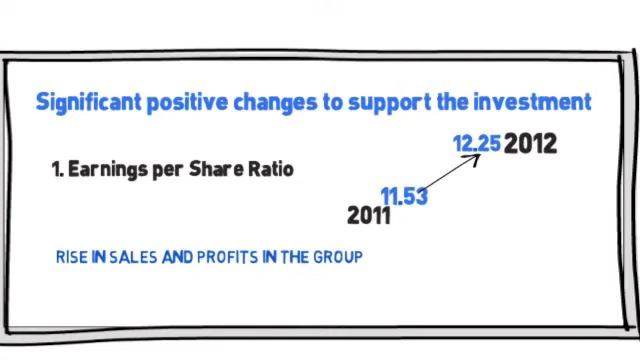 Significant positive changes to support the investment
12.25 2012
1. Earnings per Share Ratio
11.53
2011
RISE IN SALES AND PROFITS IN THE GROUP